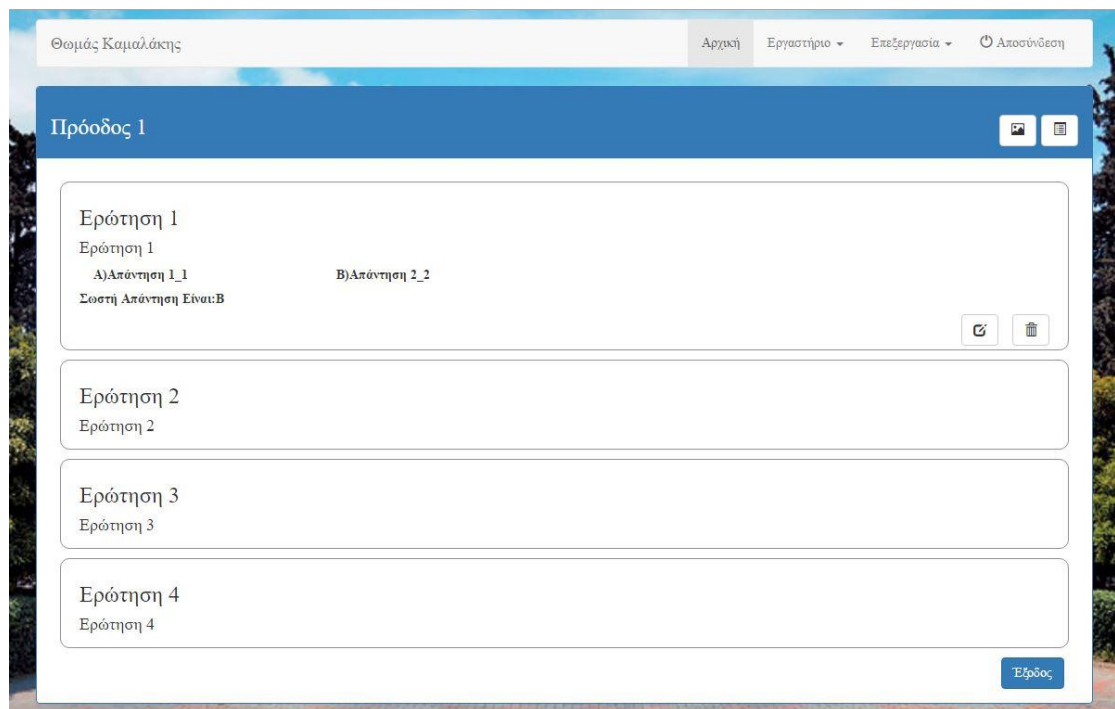 Θωμάς Καμαλάκης Αρχική Εργαστήριο Επεξεργασία Αποσύνδεση
Πρόοδος 1
Ερώτηση 1
Ερώτηση 1
Α)Απάντηση 1_1 Β)Απάντηση 2_2
Σωστή Απάντηση Είναι:Β
Ερώτηση 2
Ερώτηση 2
Ερώτηση 3
Ερώτηση 3
Ερώτηση 4
Ερώτηση 4
Έξοδος